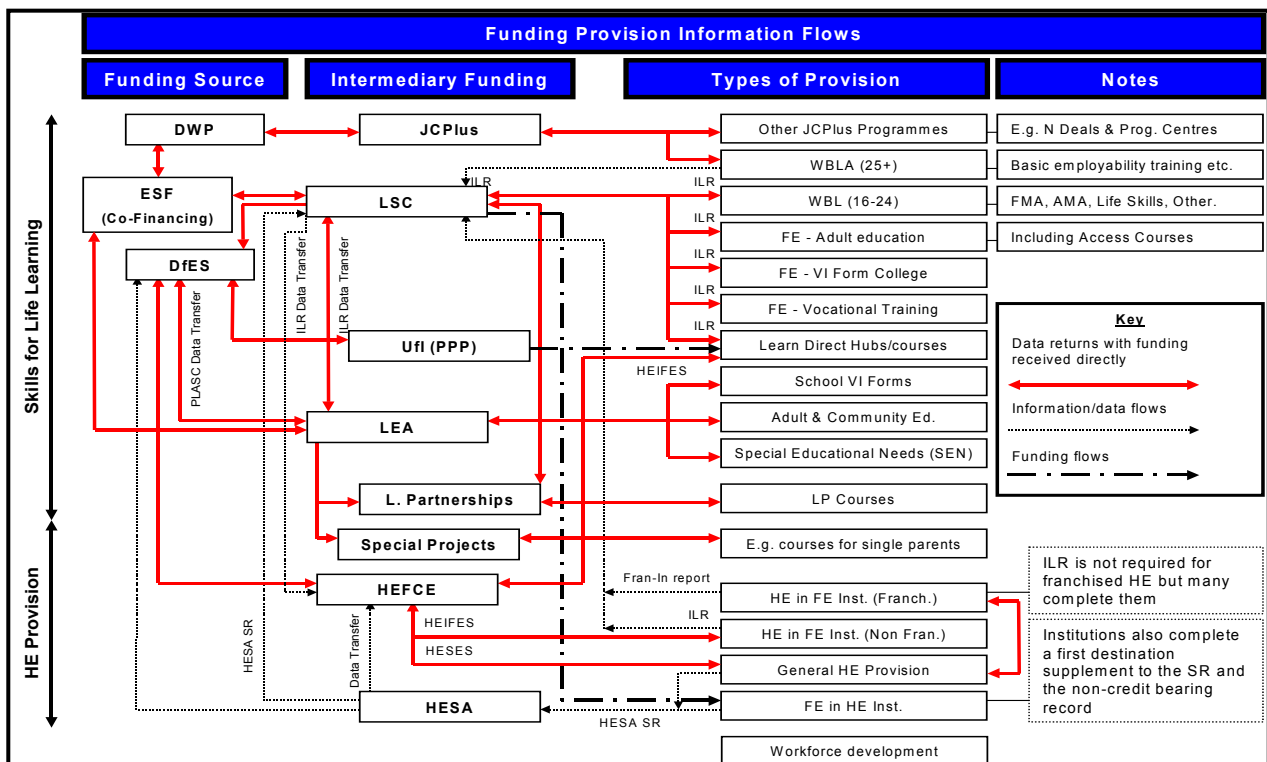 Funding Provision Information Flows
Funding Source
Intermediary Funding
Types of Provision
Notes
DWP
JCPlus
Other JCPlus Programmes
E.g. N Deals & Prog. Centres
WBLA (25+)
Basic employability training etc.
ESF
(Co-Financing)
ILR
LSC
ILR
WBL (16-24)
FMA, AMA, Life Skills, Other.
ILR
FE - Adult education
Including Access Courses
DfES
ILR
FE - VI Form College
ILR
FE - Vocational Training
ILR
Learn Direct Hubs/courses
Ufl (PPP)
HEIFES
School VI Forms
LEA
Adult & Community Ed.
Special Educational Needs (SEN)
L. Partnerships
LP Courses
Special Projects
E.g. courses for single parents
HEFCE
Fran-In report
HE in FE Inst. (Franch.)
ILR
HEIFES
HE in FE Inst. (Non Fran.)
HESES
General HE Provision
HESA
HESA SR
FE in HE Inst.
Workforce development
Skills for Life Learning
HE Provision
PLASC Data Transfer
ILR Data Transfer
ILR Data Transfer
HESA SR
Data Transfer
Key
Data returns with funding
received directly
Information/data flows
Funding flows
ILR is not required for
franchised HE but many
complete them
Institutions also complete
a first destination
supplement to the SR and
the non-credit bearing
record